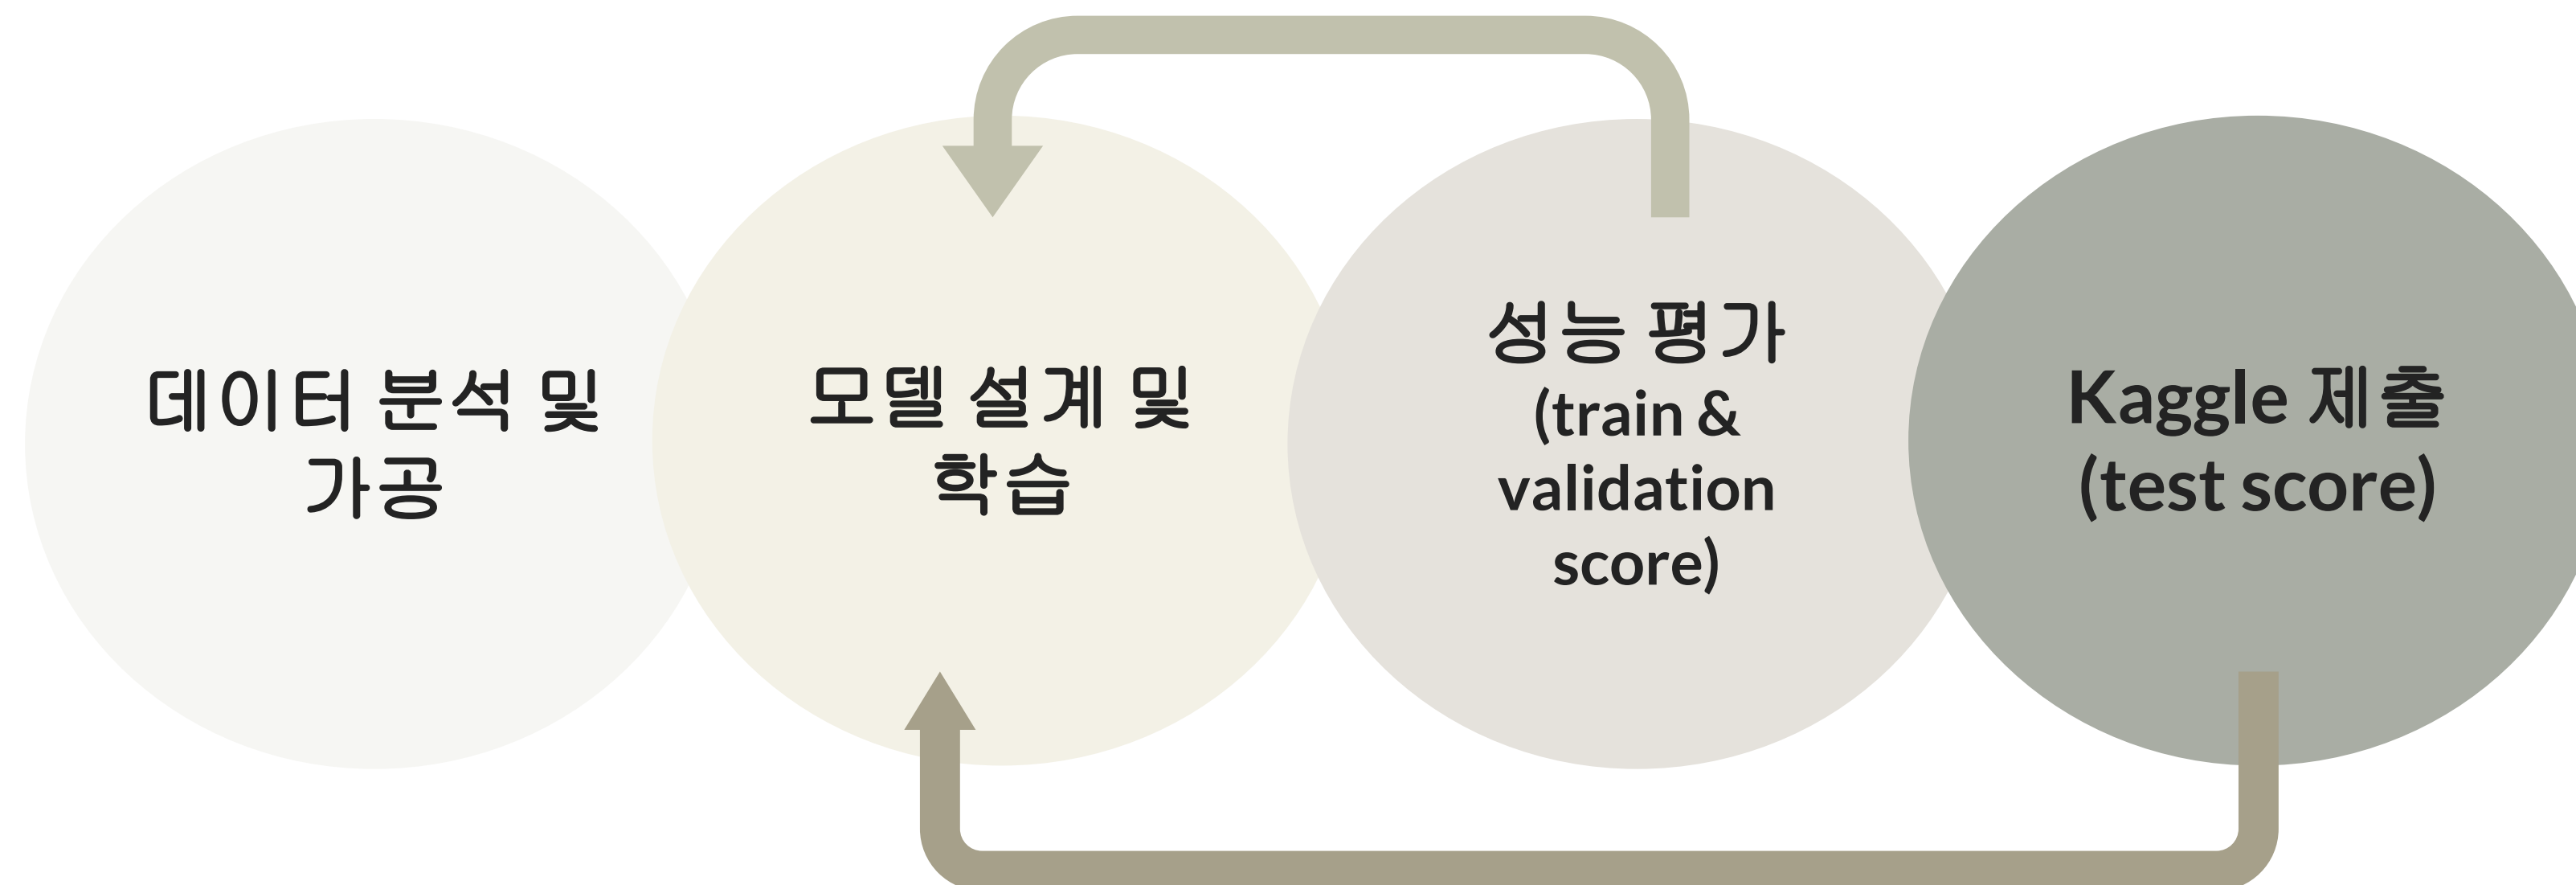 데이터 분석 및
가공
모델 설계 및
학습
성능 평가
(train &
validation
score)
Kaggle 제출
(test score)